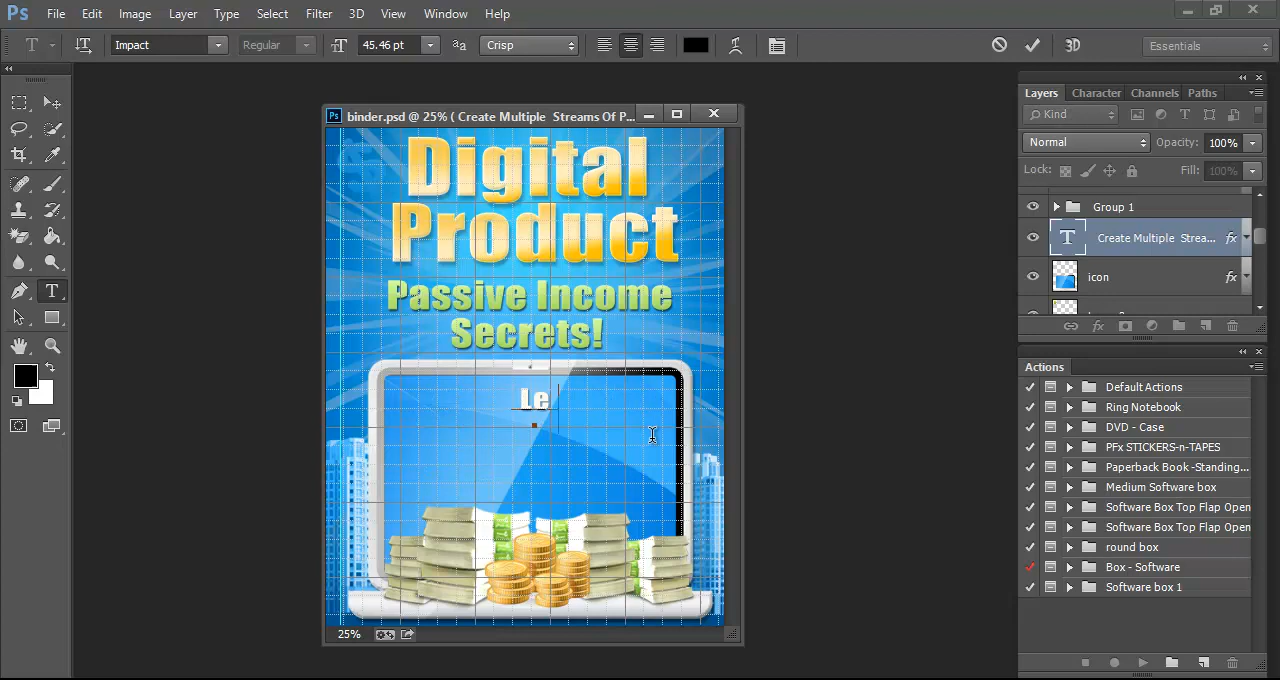 Ps File Edit Image Layer Type Select Filter 3D View Window Help
T Impact Regular 45.46 pt Crisp 3D Essentials
Layers Character Channels Paths
Kind
Normal Opacity: 100%
Lock: Fill: 100%
Group 1
Create Multiple Strea... fx
icon fx
Actions
Default Actions
Ring Notebook
DVD - Case
PFx STICKERS-n-TAPES
Paperback Book -Standing...
Medium Software box
Software Box Top Flap Open
Software Box Top Flap Open
round box
Box - Software
Software box 1
Ps binder.psd @ 25% ( Create Multiple Streams Of P...
Digital
Product
Passive Income
Secrets!
Le
25%